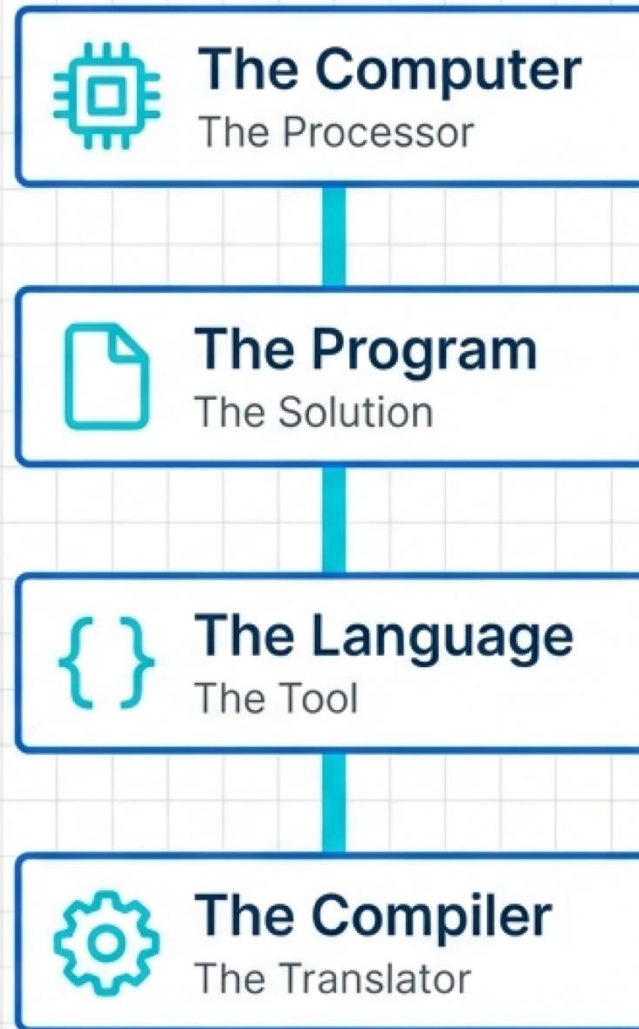 The Computer
The Processor
The Program
The Solution
The Language
The Tool
The Compiler
The Translator